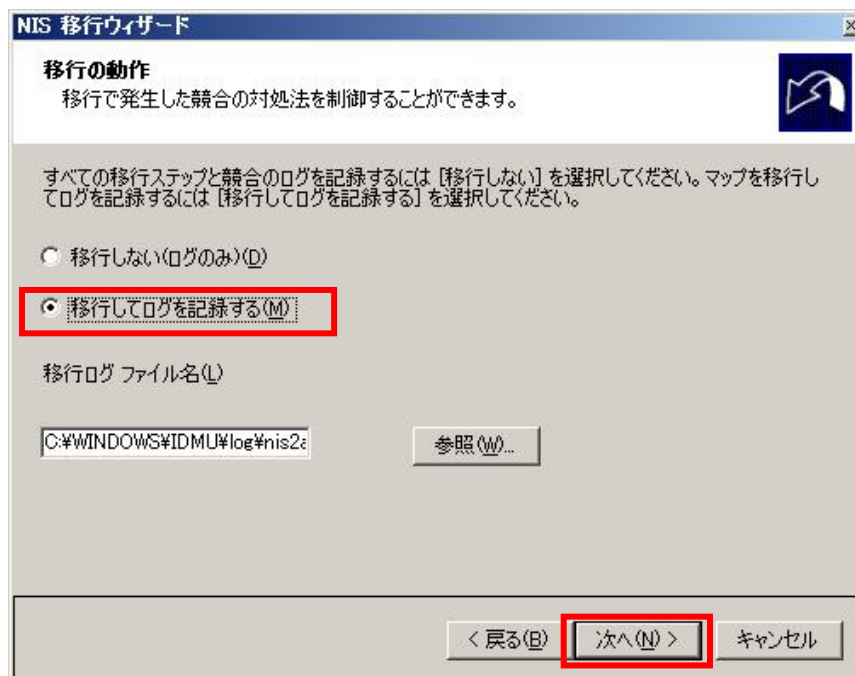 NIS 移行ウィザード
移行の動作
移行で発生した競合の対処法を制御することができます。
すべての移行ステップと競合のログを記録するには [移行しない] を選択してください。マップを移行し
てログを記録するには [移行してログを記録する] を選択してください。
移行しない(ログのみ)(D)
移行してログを記録する(M)
移行ログ ファイル名(L)
C:¥WINDOWS¥IDMU¥log¥nis2a
参照(W)...
< 戻る(B)
次へ(N) >
キャンセル